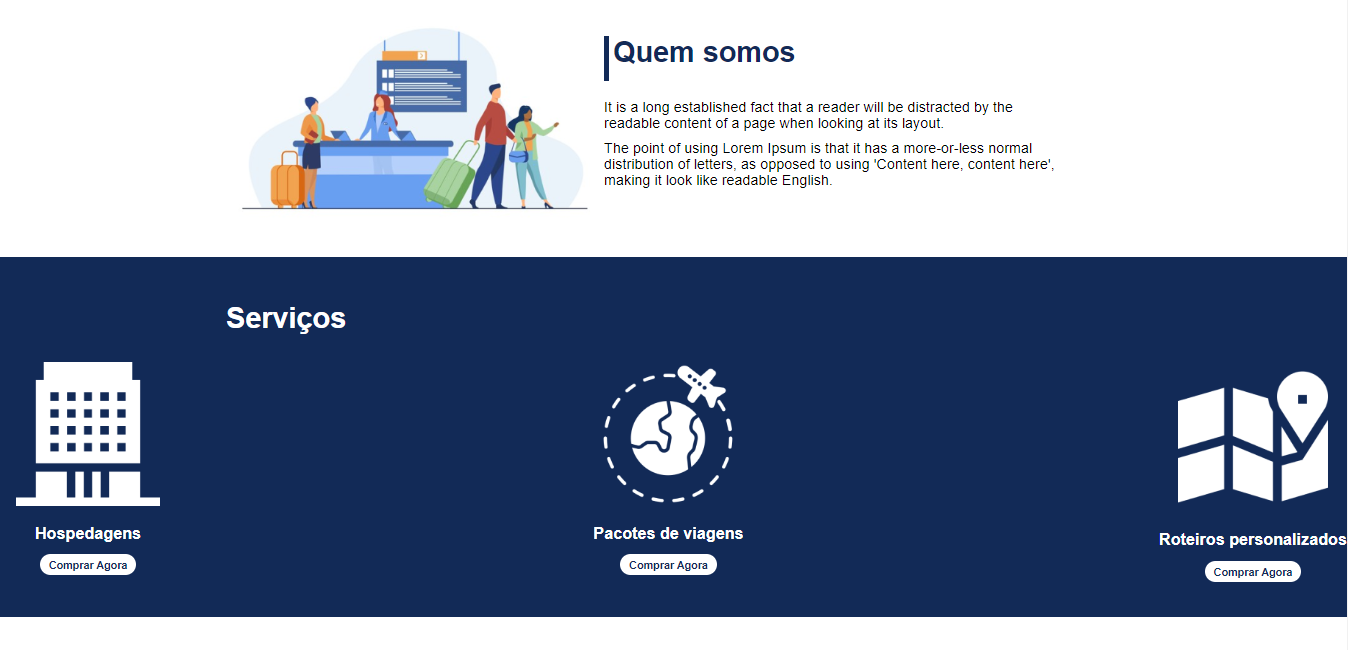 Quem somos
It is a long established fact that a reader will be distracted by the
readable content of a page when looking at its layout.
The point of using Lorem Ipsum is that it has a more-or-less normal
distribution of letters, as opposed to using 'Content here, content here',
making it look like readable English.
Serviços
Hospedagens
Comprar Agora
Pacotes de viagens
Comprar Agora
Roteiros personalizados
Comprar Agora